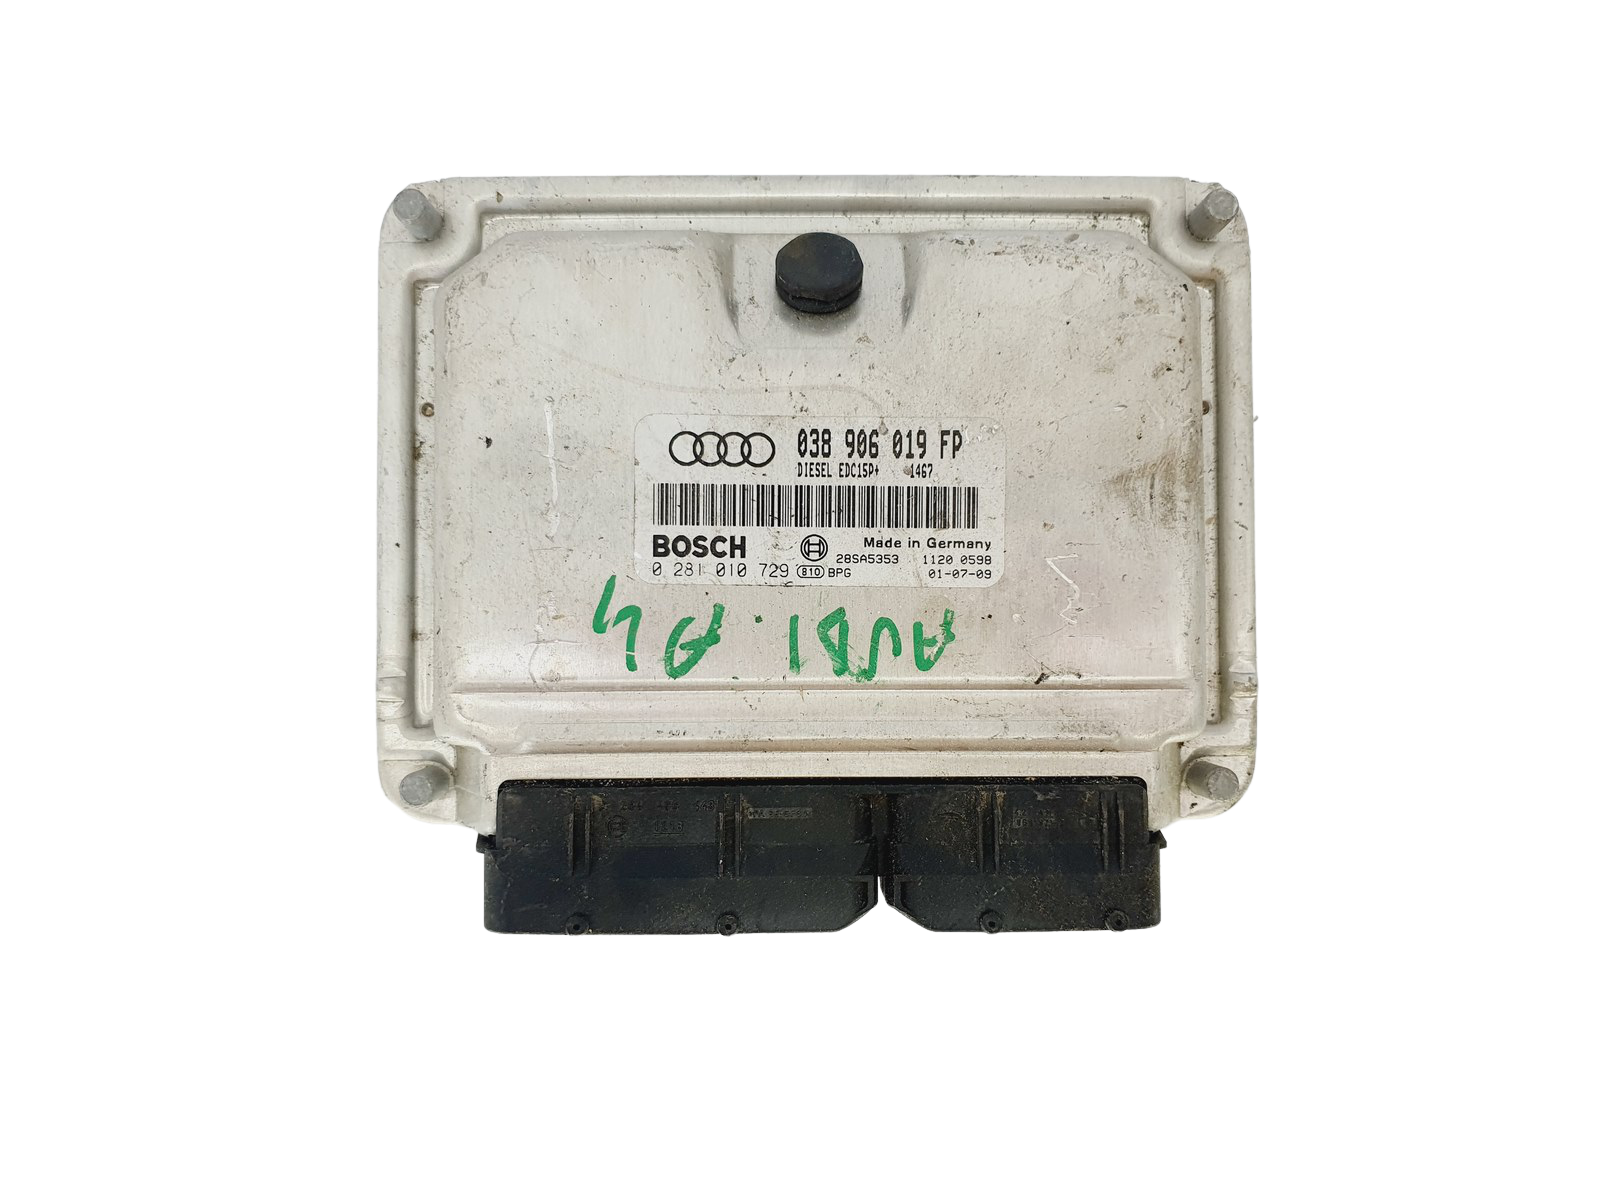 038 906 019 FP
DIESEL EDC15P+ 1467
BOSCH
Made in Germany
28SA5353 1120 0598
0 281 010 729 810 BPG 01-07-09
AUDI. A4